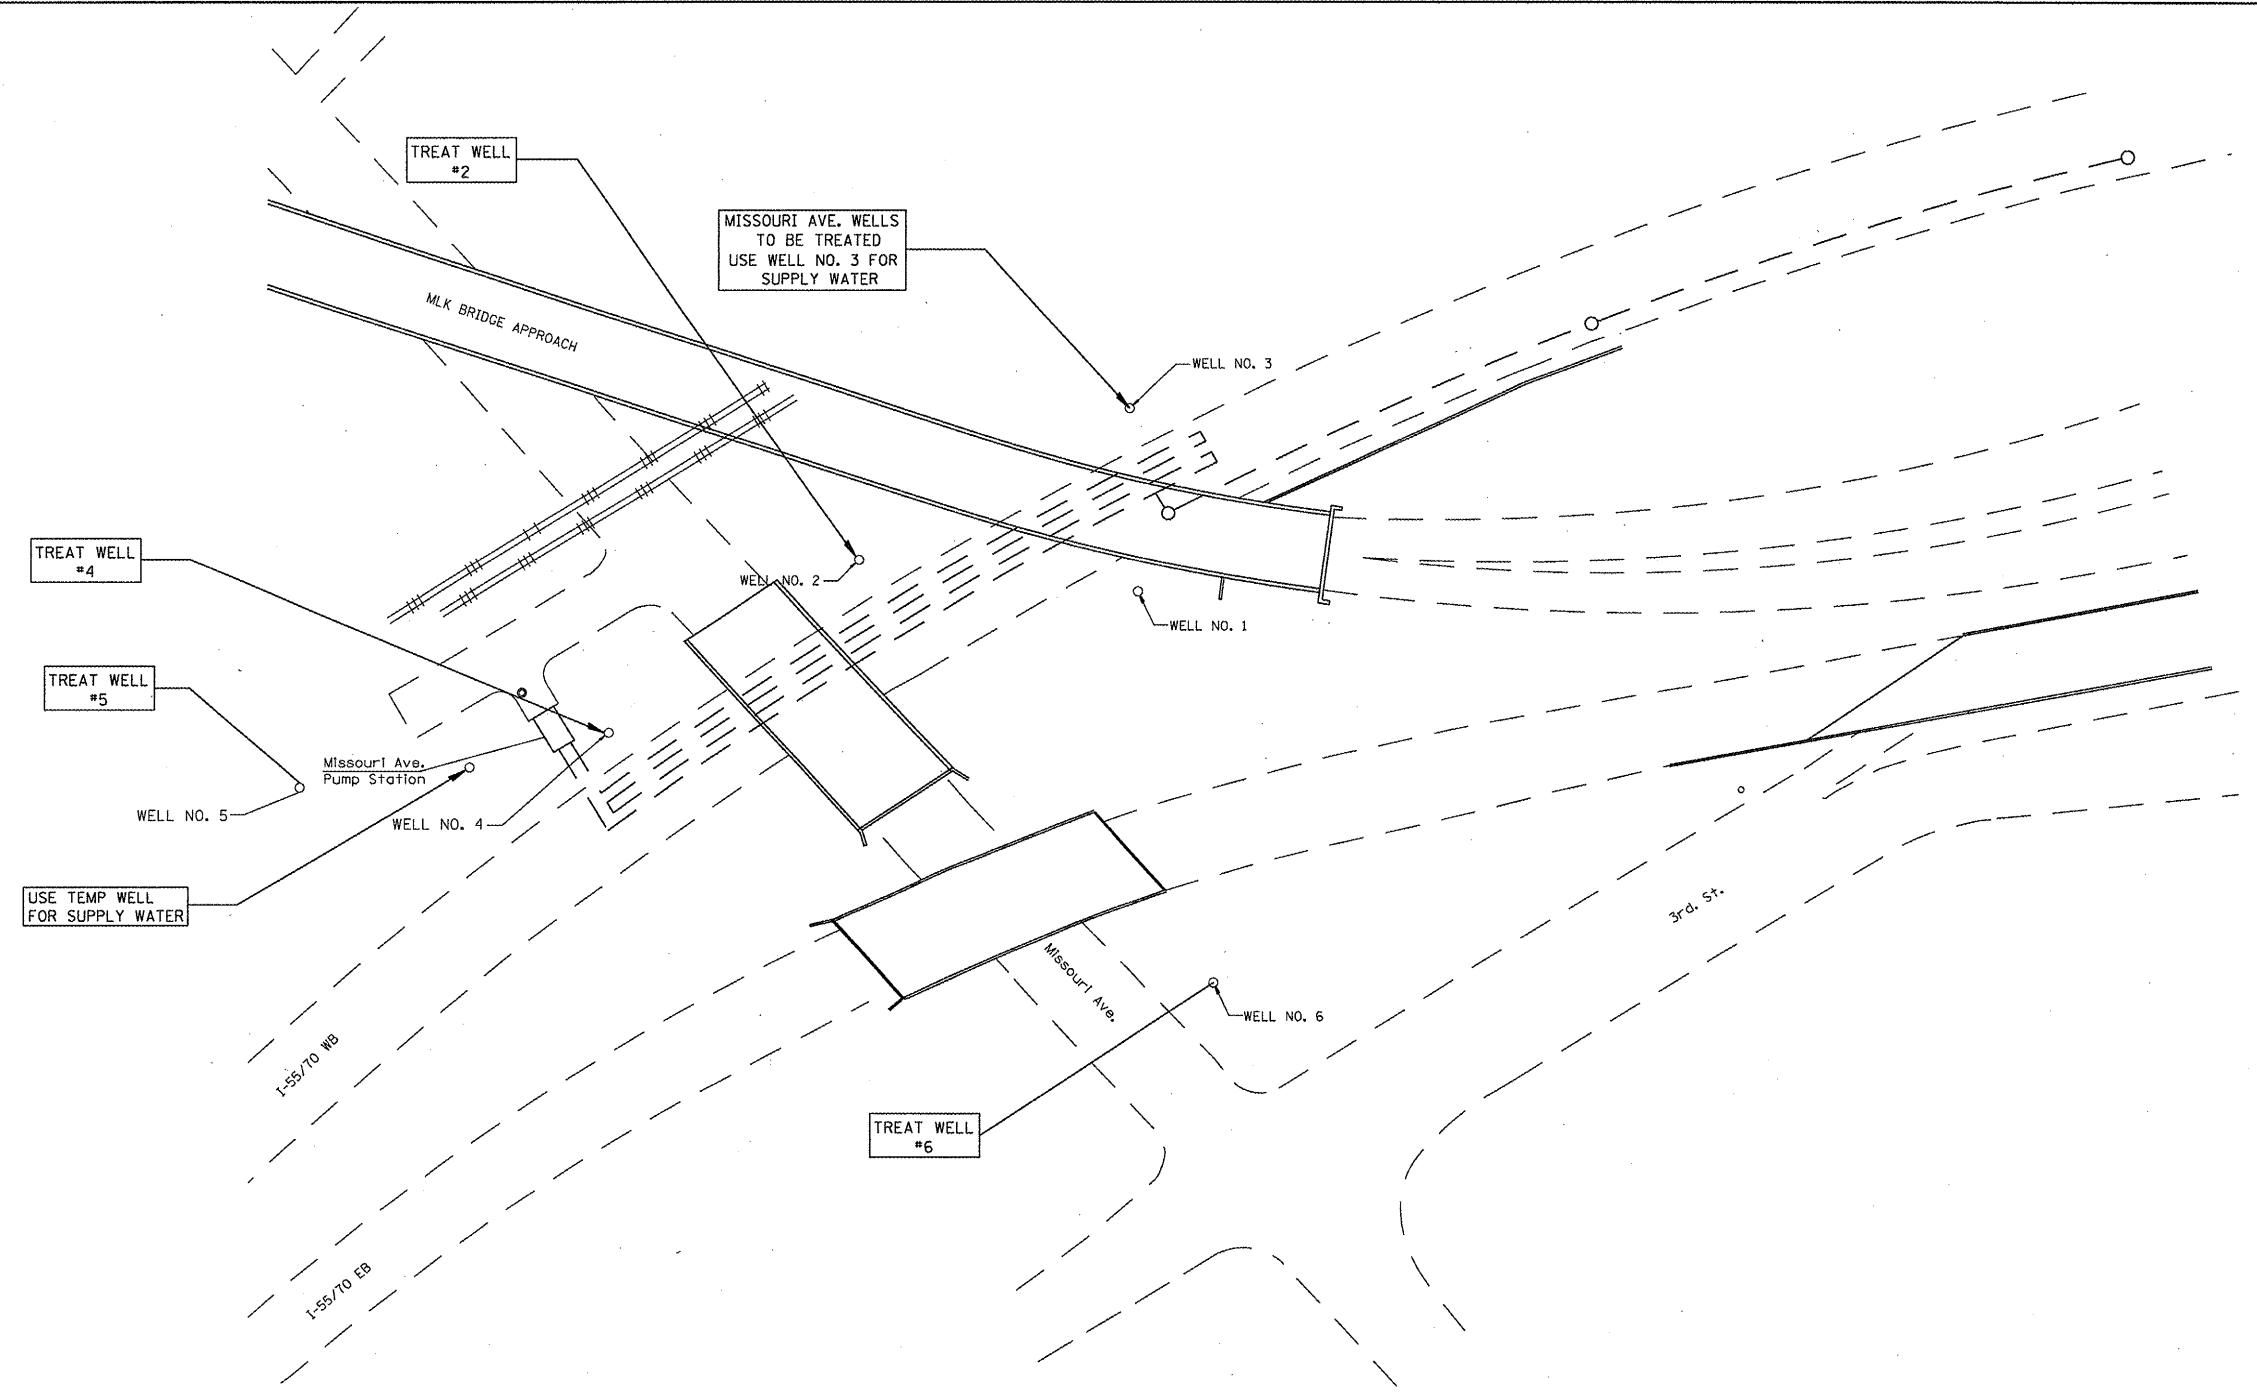 TREAT WELL
#2
MISSOURI AVE. WELLS
TO BE TREATED
USE WELL NO. 3 FOR
SUPPLY WATER
MLK BRIDGE APPROACH
WELL NO. 3
TREAT WELL
#4
WELL NO. 2
WELL NO. 1
TREAT WELL
#5
Missouri Ave.
Pump Station
WELL NO. 5
WELL NO. 4
USE TEMP WELL
FOR SUPPLY WATER
3rd. St.
Missouri Ave.
WELL NO. 6
I-55/70 WB
TREAT WELL
#6
I-55/70 EB